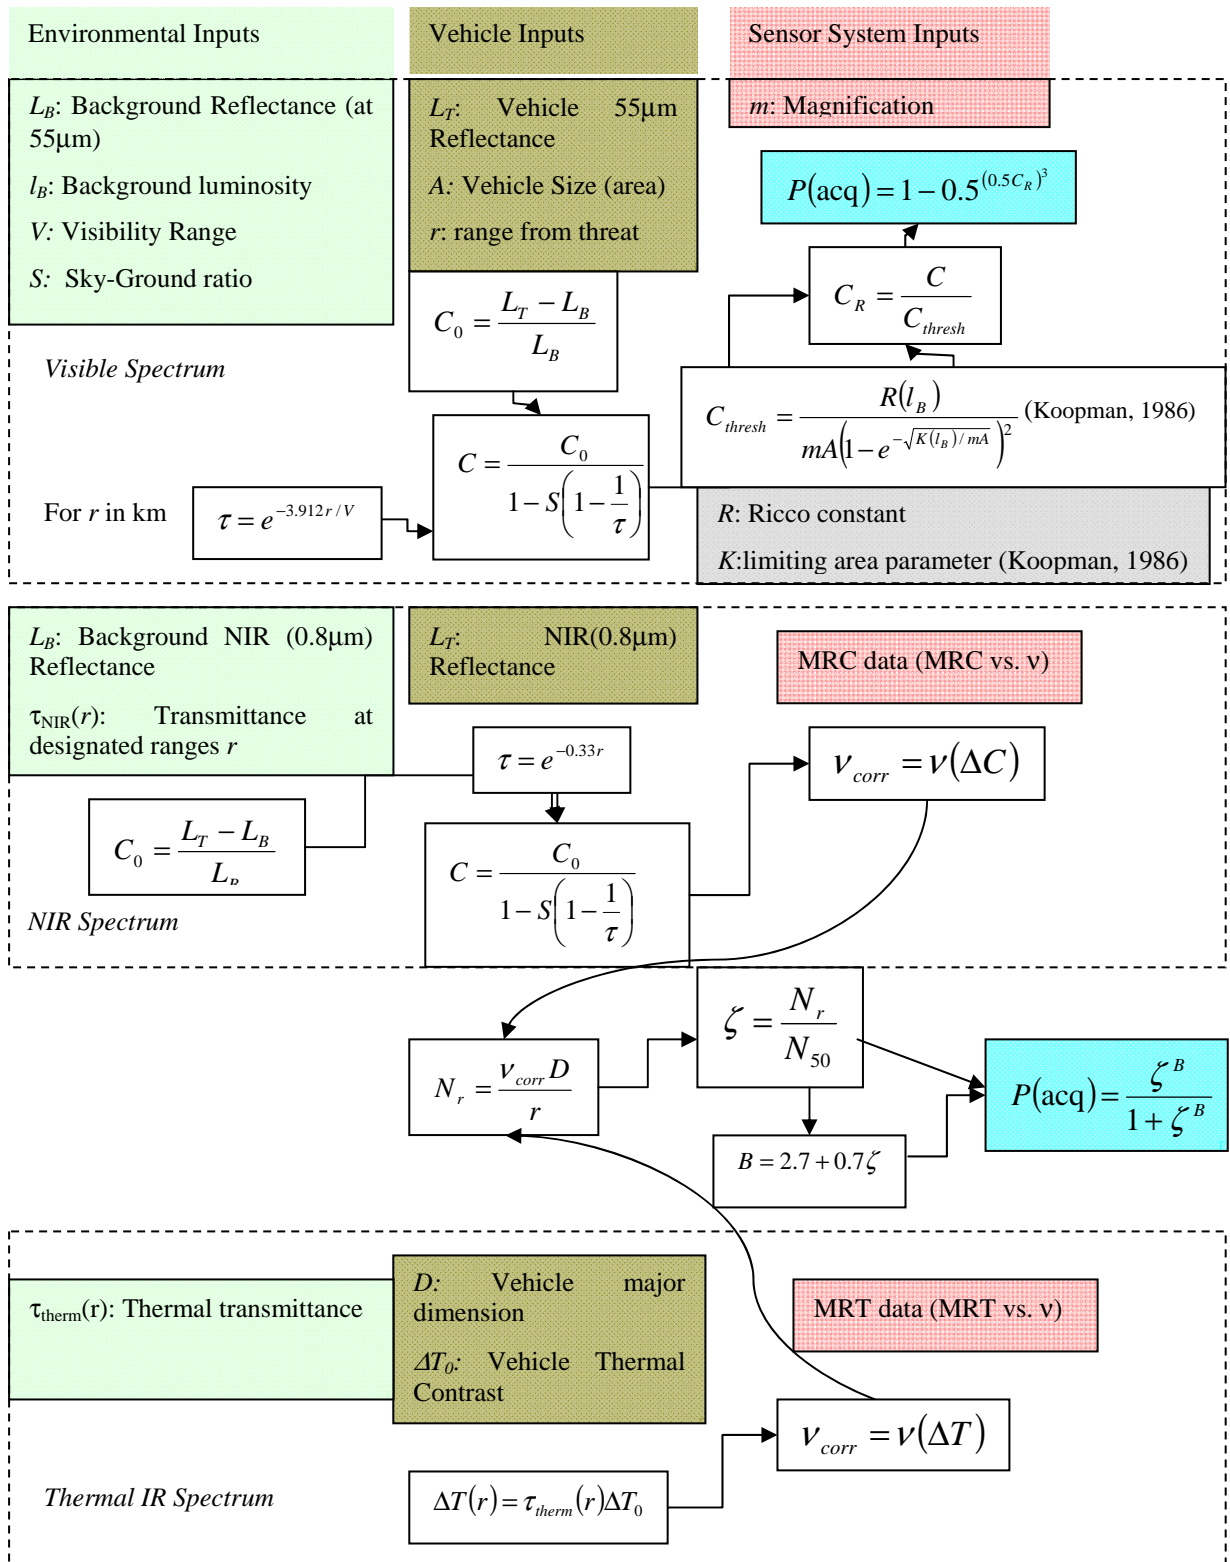 Environmental Inputs
Vehicle Inputs
Sensor System Inputs
L_B: Background Reflectance (at
55μm)
l_B: Background luminosity
V: Visibility Range
S: Sky-Ground ratio
L_T: Vehicle 55μm
Reflectance
A: Vehicle Size (area)
r: range from threat
m: Magnification
P(acq) = 1 − 0.5^{(0.5C_R)^3}
C_R = C / C_thresh
C_0 = (L_T − L_B) / L_B
Visible Spectrum
C_thresh = R(l_B) / mA(1 − e^{−√(K(l_B)/mA)})^2 (Koopman, 1986)
C = C_0 / (1 − S(1 − 1/τ))
For r in km
τ = e^{−3.912r/V}
R: Ricco constant
K:limiting area parameter (Koopman, 1986)
L_B: Background NIR (0.8μm)
Reflectance
τ_NIR(r): Transmittance at
designated ranges r
L_T: NIR(0.8μm)
Reflectance
MRC data (MRC vs. ν)
τ = e^{−0.33r}
ν_corr = ν(ΔC)
C_0 = (L_T − L_B) / L_B
C = C_0 / (1 − S(1 − 1/τ))
NIR Spectrum
ζ = N_r / N_50
N_r = ν_corr D / r
P(acq) = ζ^B / (1 + ζ^B)
B = 2.7 + 0.7ζ
τ_therm(r): Thermal transmittance
D: Vehicle major
dimension
ΔT_0: Vehicle Thermal
Contrast
MRT data (MRT vs. ν)
ν_corr = ν(ΔT)
Thermal IR Spectrum
ΔT(r) = τ_therm(r)ΔT_0